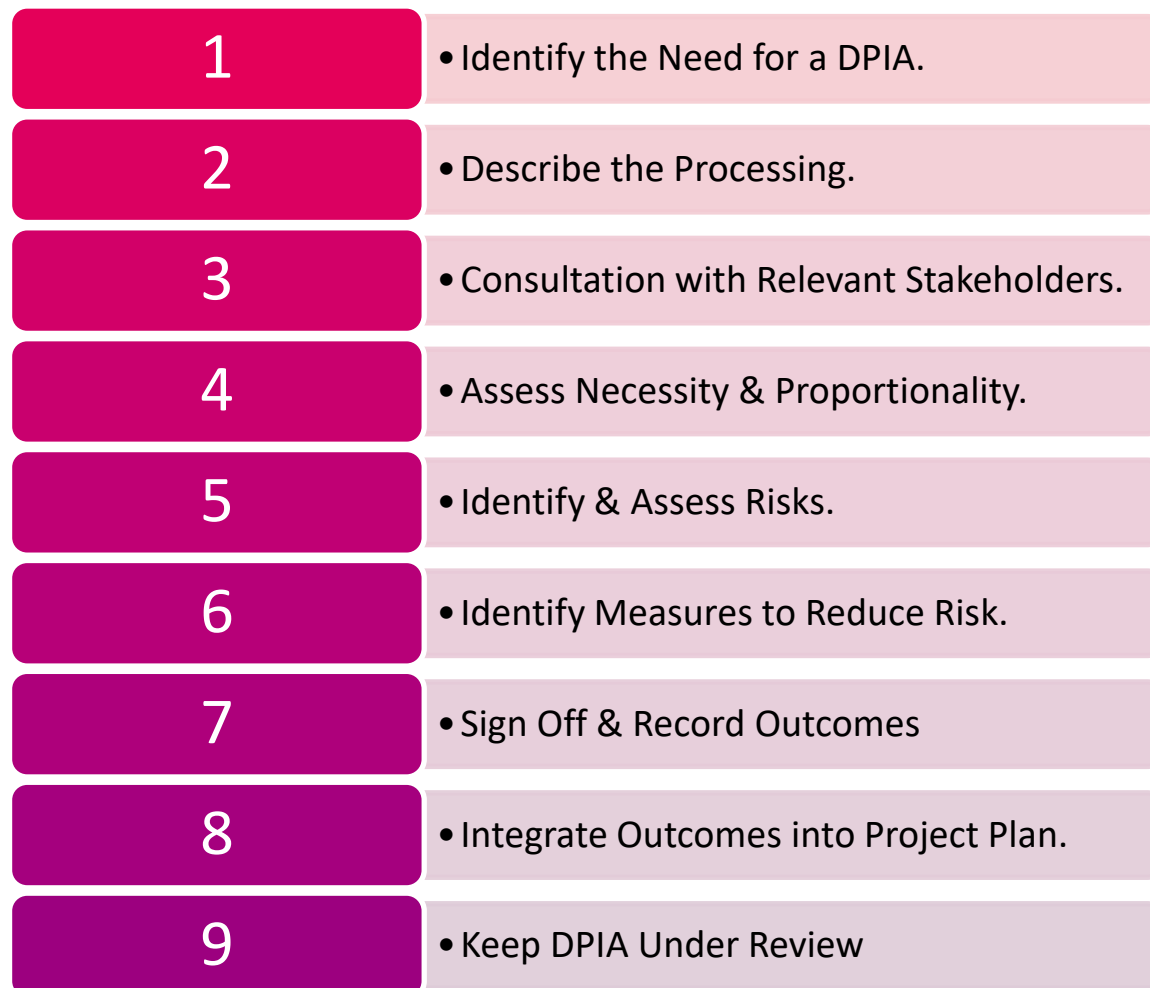 1
• Identify the Need for a DPIA.
2
• Describe the Processing.
3
• Consultation with Relevant Stakeholders.
4
• Assess Necessity & Proportionality.
5
• Identify & Assess Risks.
6
• Identify Measures to Reduce Risk.
7
• Sign Off & Record Outcomes
8
• Integrate Outcomes into Project Plan.
9
• Keep DPIA Under Review